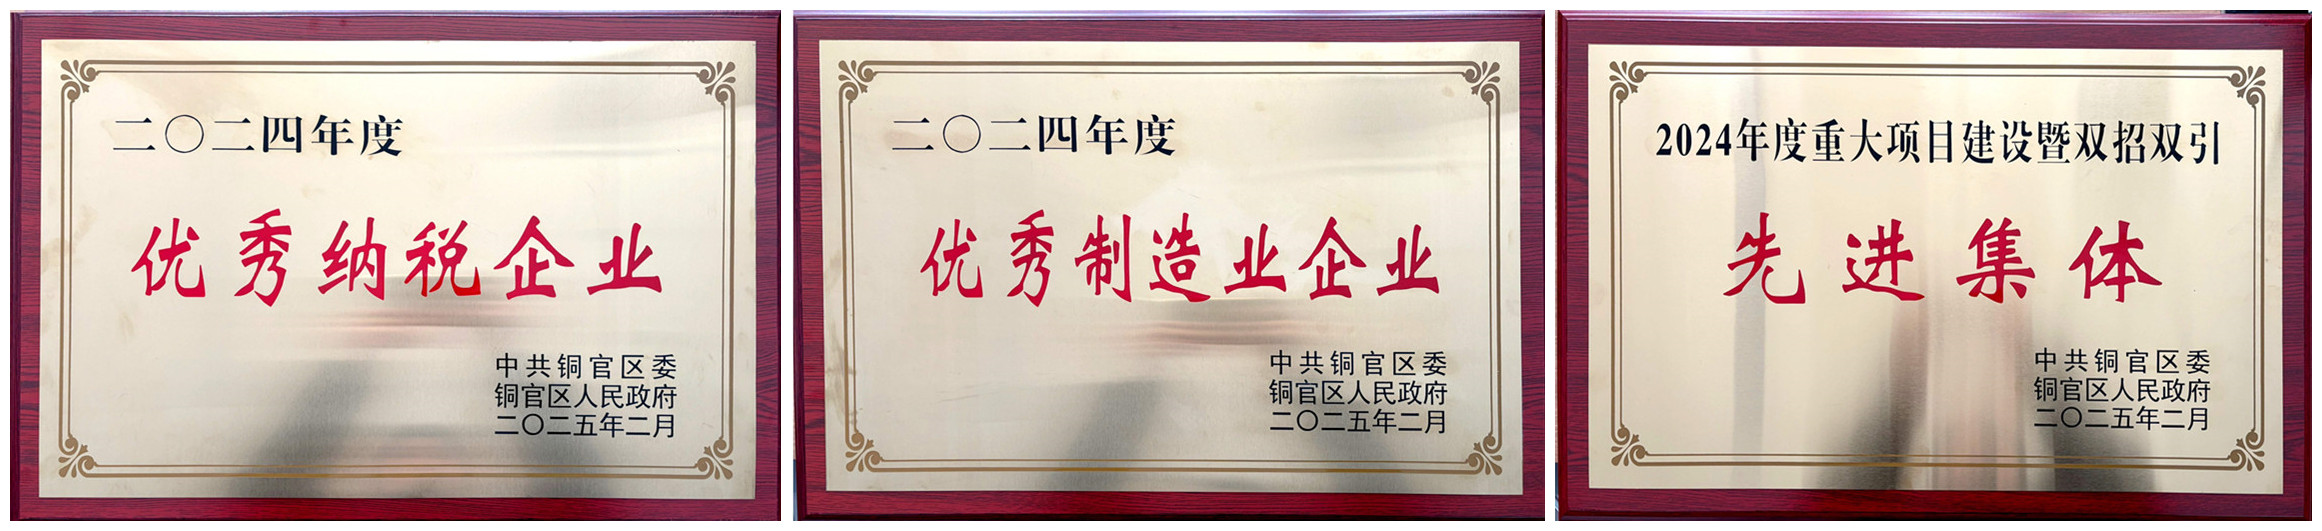 二〇二四年度
优秀纳税企业
中共铜官区委
铜官区人民政府
二〇二五年二月
二〇二四年度
优秀制造业企业
中共铜官区委
铜官区人民政府
二〇二五年二月
2024年度重大项目建设暨双招双引
先进集体
中共铜官区委
铜官区人民政府
二〇二五年二月